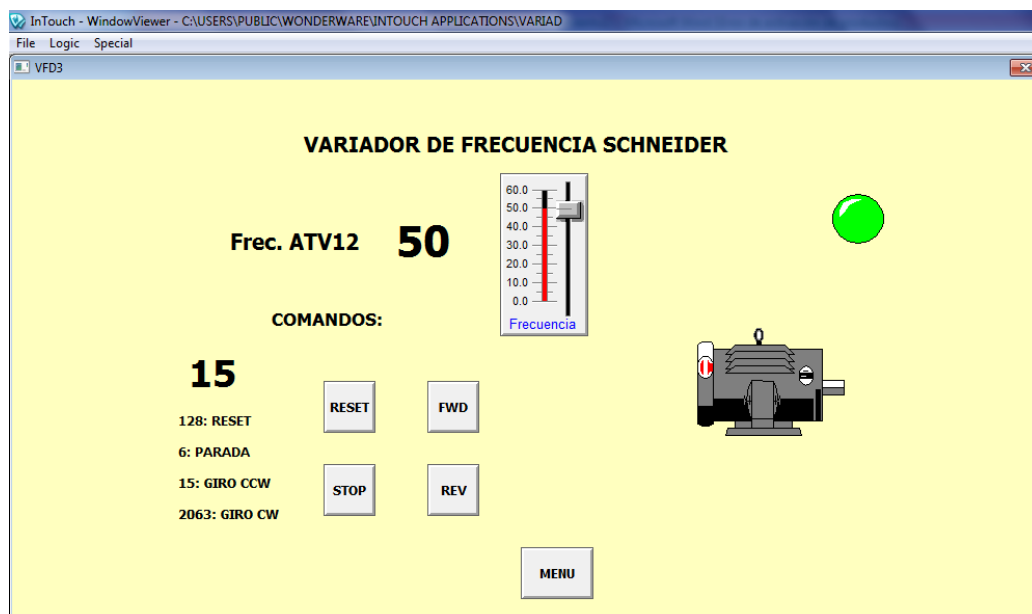 InTouch - WindowViewer - C:\USERS\PUBLIC\WONDERWARE\INTOUCH APPLICATIONS\VARIAD
File Logic Special
VFD3
VARIADOR DE FRECUENCIA SCHNEIDER
Frec. ATV12 50
60.0
50.0
40.0
30.0
20.0
10.0
0.0
Frecuencia
COMANDOS:
15
128: RESET
6: PARADA
15: GIRO CCW
2063: GIRO CW
RESET FWD
STOP REV
MENU